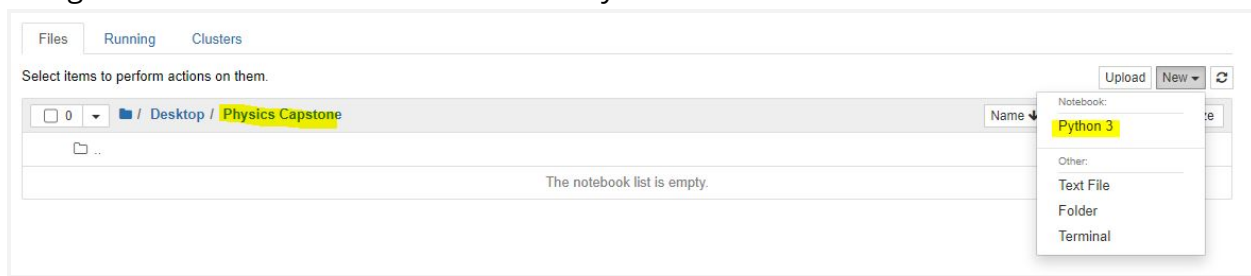 Files Running Clusters
Select items to perform actions on them.
Upload New
0 / Desktop / Physics Capstone
Name
Notebook:
Python 3
..
Other:
The notebook list is empty.
Text File
Folder
Terminal